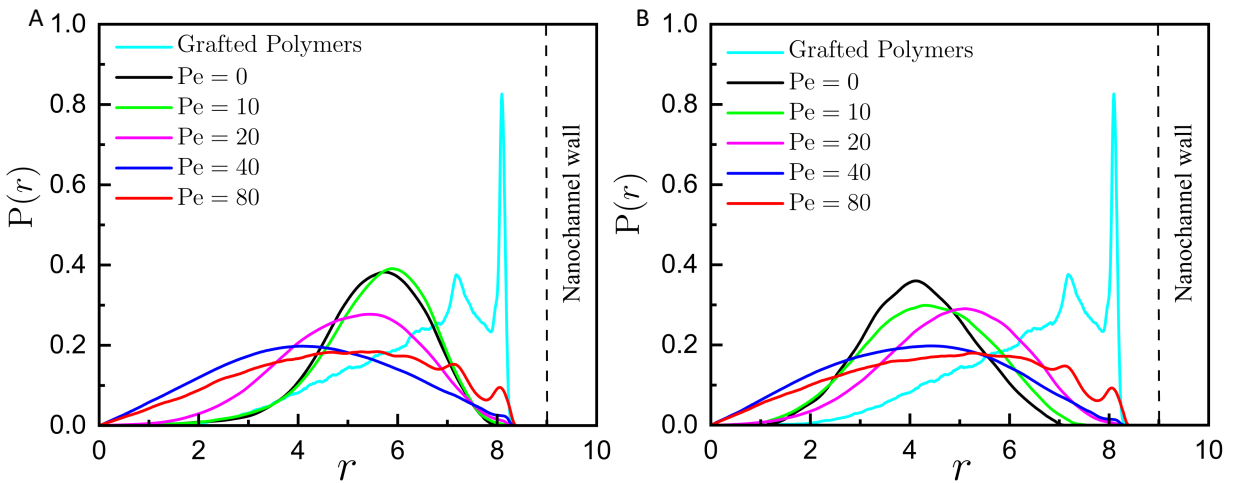 A
1.0
0.8
0.6
0.4
0.2
0.0
P(r)
Grafted Polymers
Pe = 0
Pe = 10
Pe = 20
Pe = 40
Pe = 80
Nanochannel wall
0 2 4 6 8 10
r
B
1.0
0.8
0.6
0.4
0.2
0.0
P(r)
Grafted Polymers
Pe = 0
Pe = 10
Pe = 20
Pe = 40
Pe = 80
Nanochannel wall
0 2 4 6 8 10
r